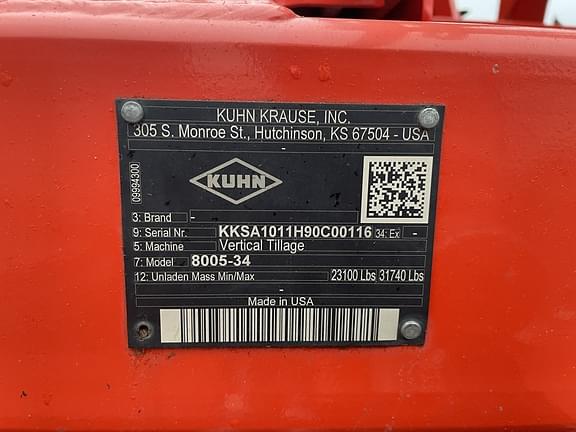 KUHN KRAUSE, INC.
305 S. Monroe St., Hutchinson, KS 67504 - USA
09994300
KUHN
3: Brand -
9: Serial Nr. KKSA1011H90C00116 34: Ex -
5: Machine Vertical Tillage
7: Model 8005-34
12: Unladen Mass Min/Max 23100 Lbs 31740 Lbs
-
Made in USA